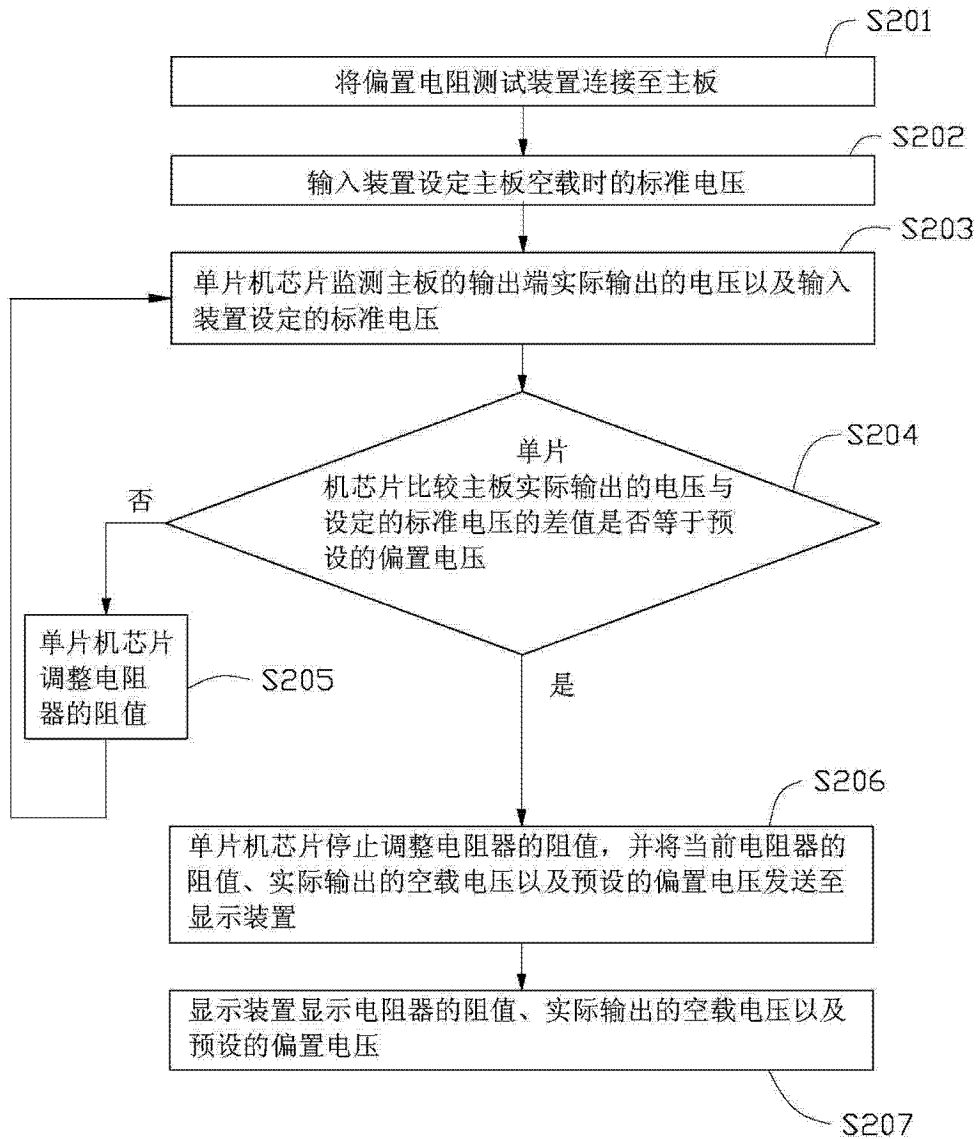 S201
将偏置电阻测试装置连接至主板
S202
输入装置设定主板空载时的标准电压
S203
单片机芯片监测主板的输出端实际输出的电压以及输入
装置设定的标准电压
S204
单片
机芯片比较主板实际输出的电压与
设定的标准电压的差值是否等于预
设的偏置电压
否
单片机芯片
调整电阻
器的阻值
S205
是
S206
单片机芯片停止调整电阻器的阻值，并将当前电阻器的
阻值、实际输出的空载电压以及预设的偏置电压发送至
显示装置
显示装置显示电阻器的阻值、实际输出的空载电压以及
预设的偏置电压
S207